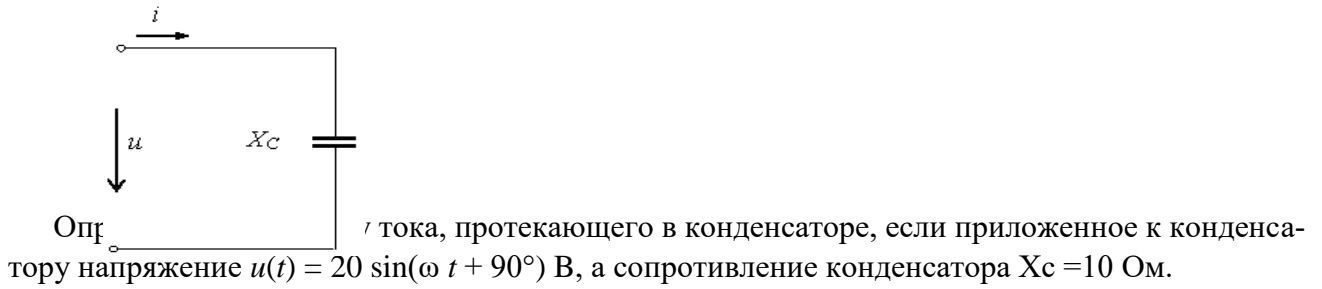 i
u
Xc
Опр у тока, протекающего в конденсаторе, если приложенное к конденса-
тору напряжение u(t) = 20 sin(ω t + 90°) В, а сопротивление конденсатора Xc =10 Ом.